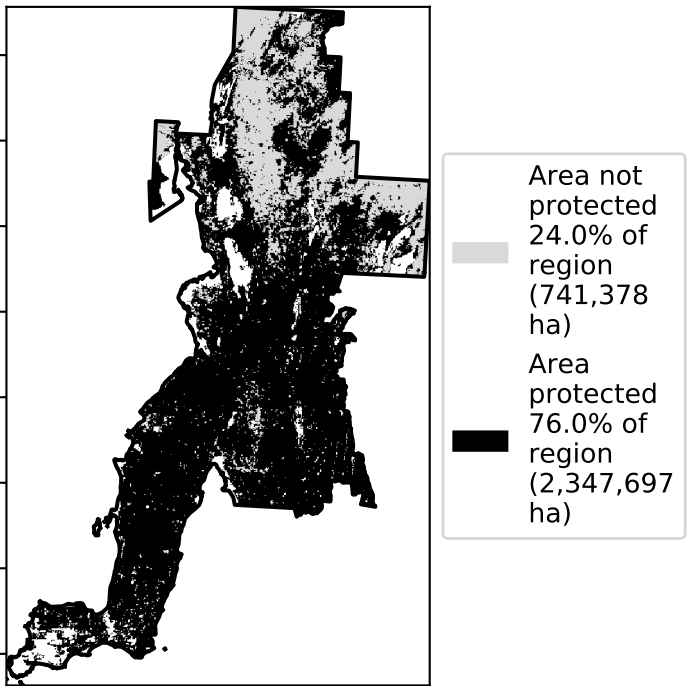 Area not
protected
24.0% of
region
(741,378
ha)
Area
protected
76.0% of
region
(2,347,697
ha)